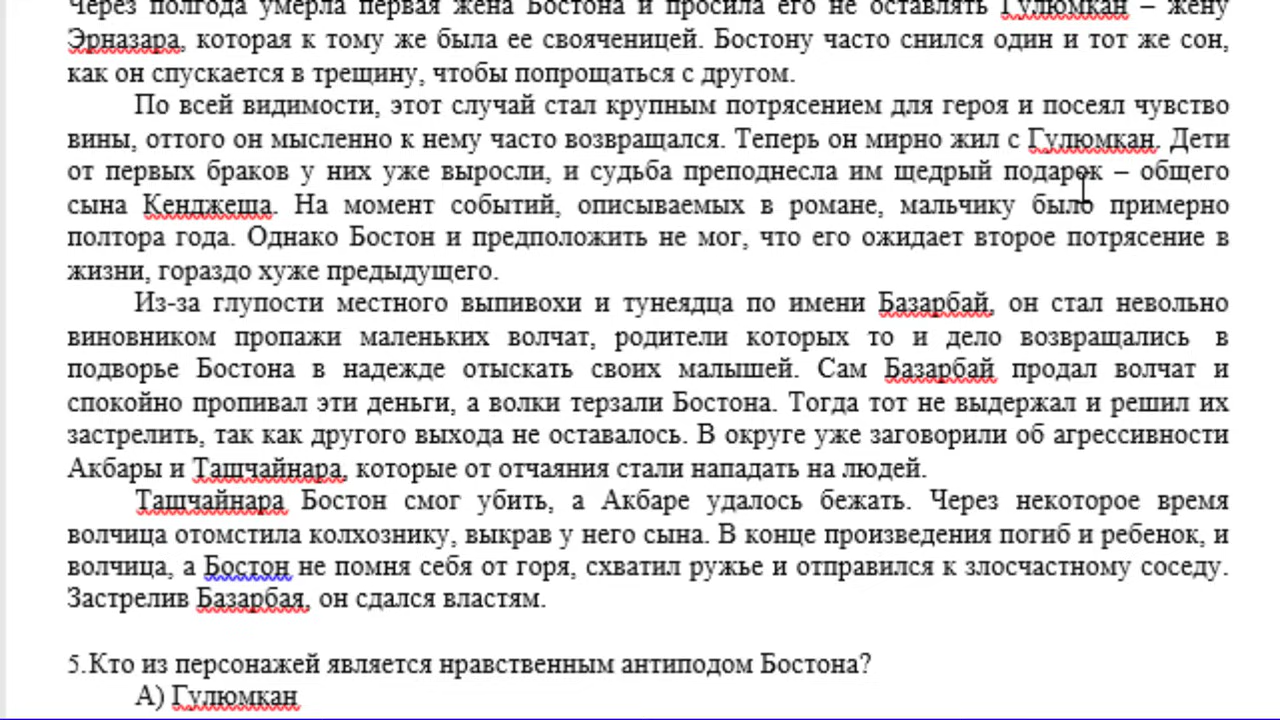 Через полгода умерла первая жена Бостона и просила его не оставлять Гулюмкан – жену
Эрназара, которая к тому же была ее свояченицей. Бостону часто снился один и тот же сон,
как он спускается в трещину, чтобы попрощаться с другом.
По всей видимости, этот случай стал крупным потрясением для героя и посеял чувство
вины, оттого он мысленно к нему часто возвращался. Теперь он мирно жил с Гулюмкан. Дети
от первых браков у них уже выросли, и судьба преподнесла им щедрый подарок – общего
сына Кенджеша. На момент событий, описываемых в романе, мальчику было примерно
полтора года. Однако Бостон и предположить не мог, что его ожидает второе потрясение в
жизни, гораздо хуже предыдущего.
Из-за глупости местного выпивохи и тунеядца по имени Базарбай, он стал невольно
виновником пропажи маленьких волчат, родители которых то и дело возвращались в
подворье Бостона в надежде отыскать своих малышей. Сам Базарбай продал волчат и
спокойно пропивал эти деньги, а волки терзали Бостона. Тогда тот не выдержал и решил их
застрелить, так как другого выхода не оставалось. В округе уже заговорили об агрессивности
Акбары и Ташчайнара, которые от отчаяния стали нападать на людей.
Ташчайнара Бостон смог убить, а Акбаре удалось бежать. Через некоторое время
волчица отомстила колхознику, выкрав у него сына. В конце произведения погиб и ребенок, и
волчица, а Бостон не помня себя от горя, схватил ружье и отправился к злосчастному соседу.
Застрелив Базарбая, он сдался властям.
5.Кто из персонажей является нравственным антиподом Бостона?
А) Гулюмкан